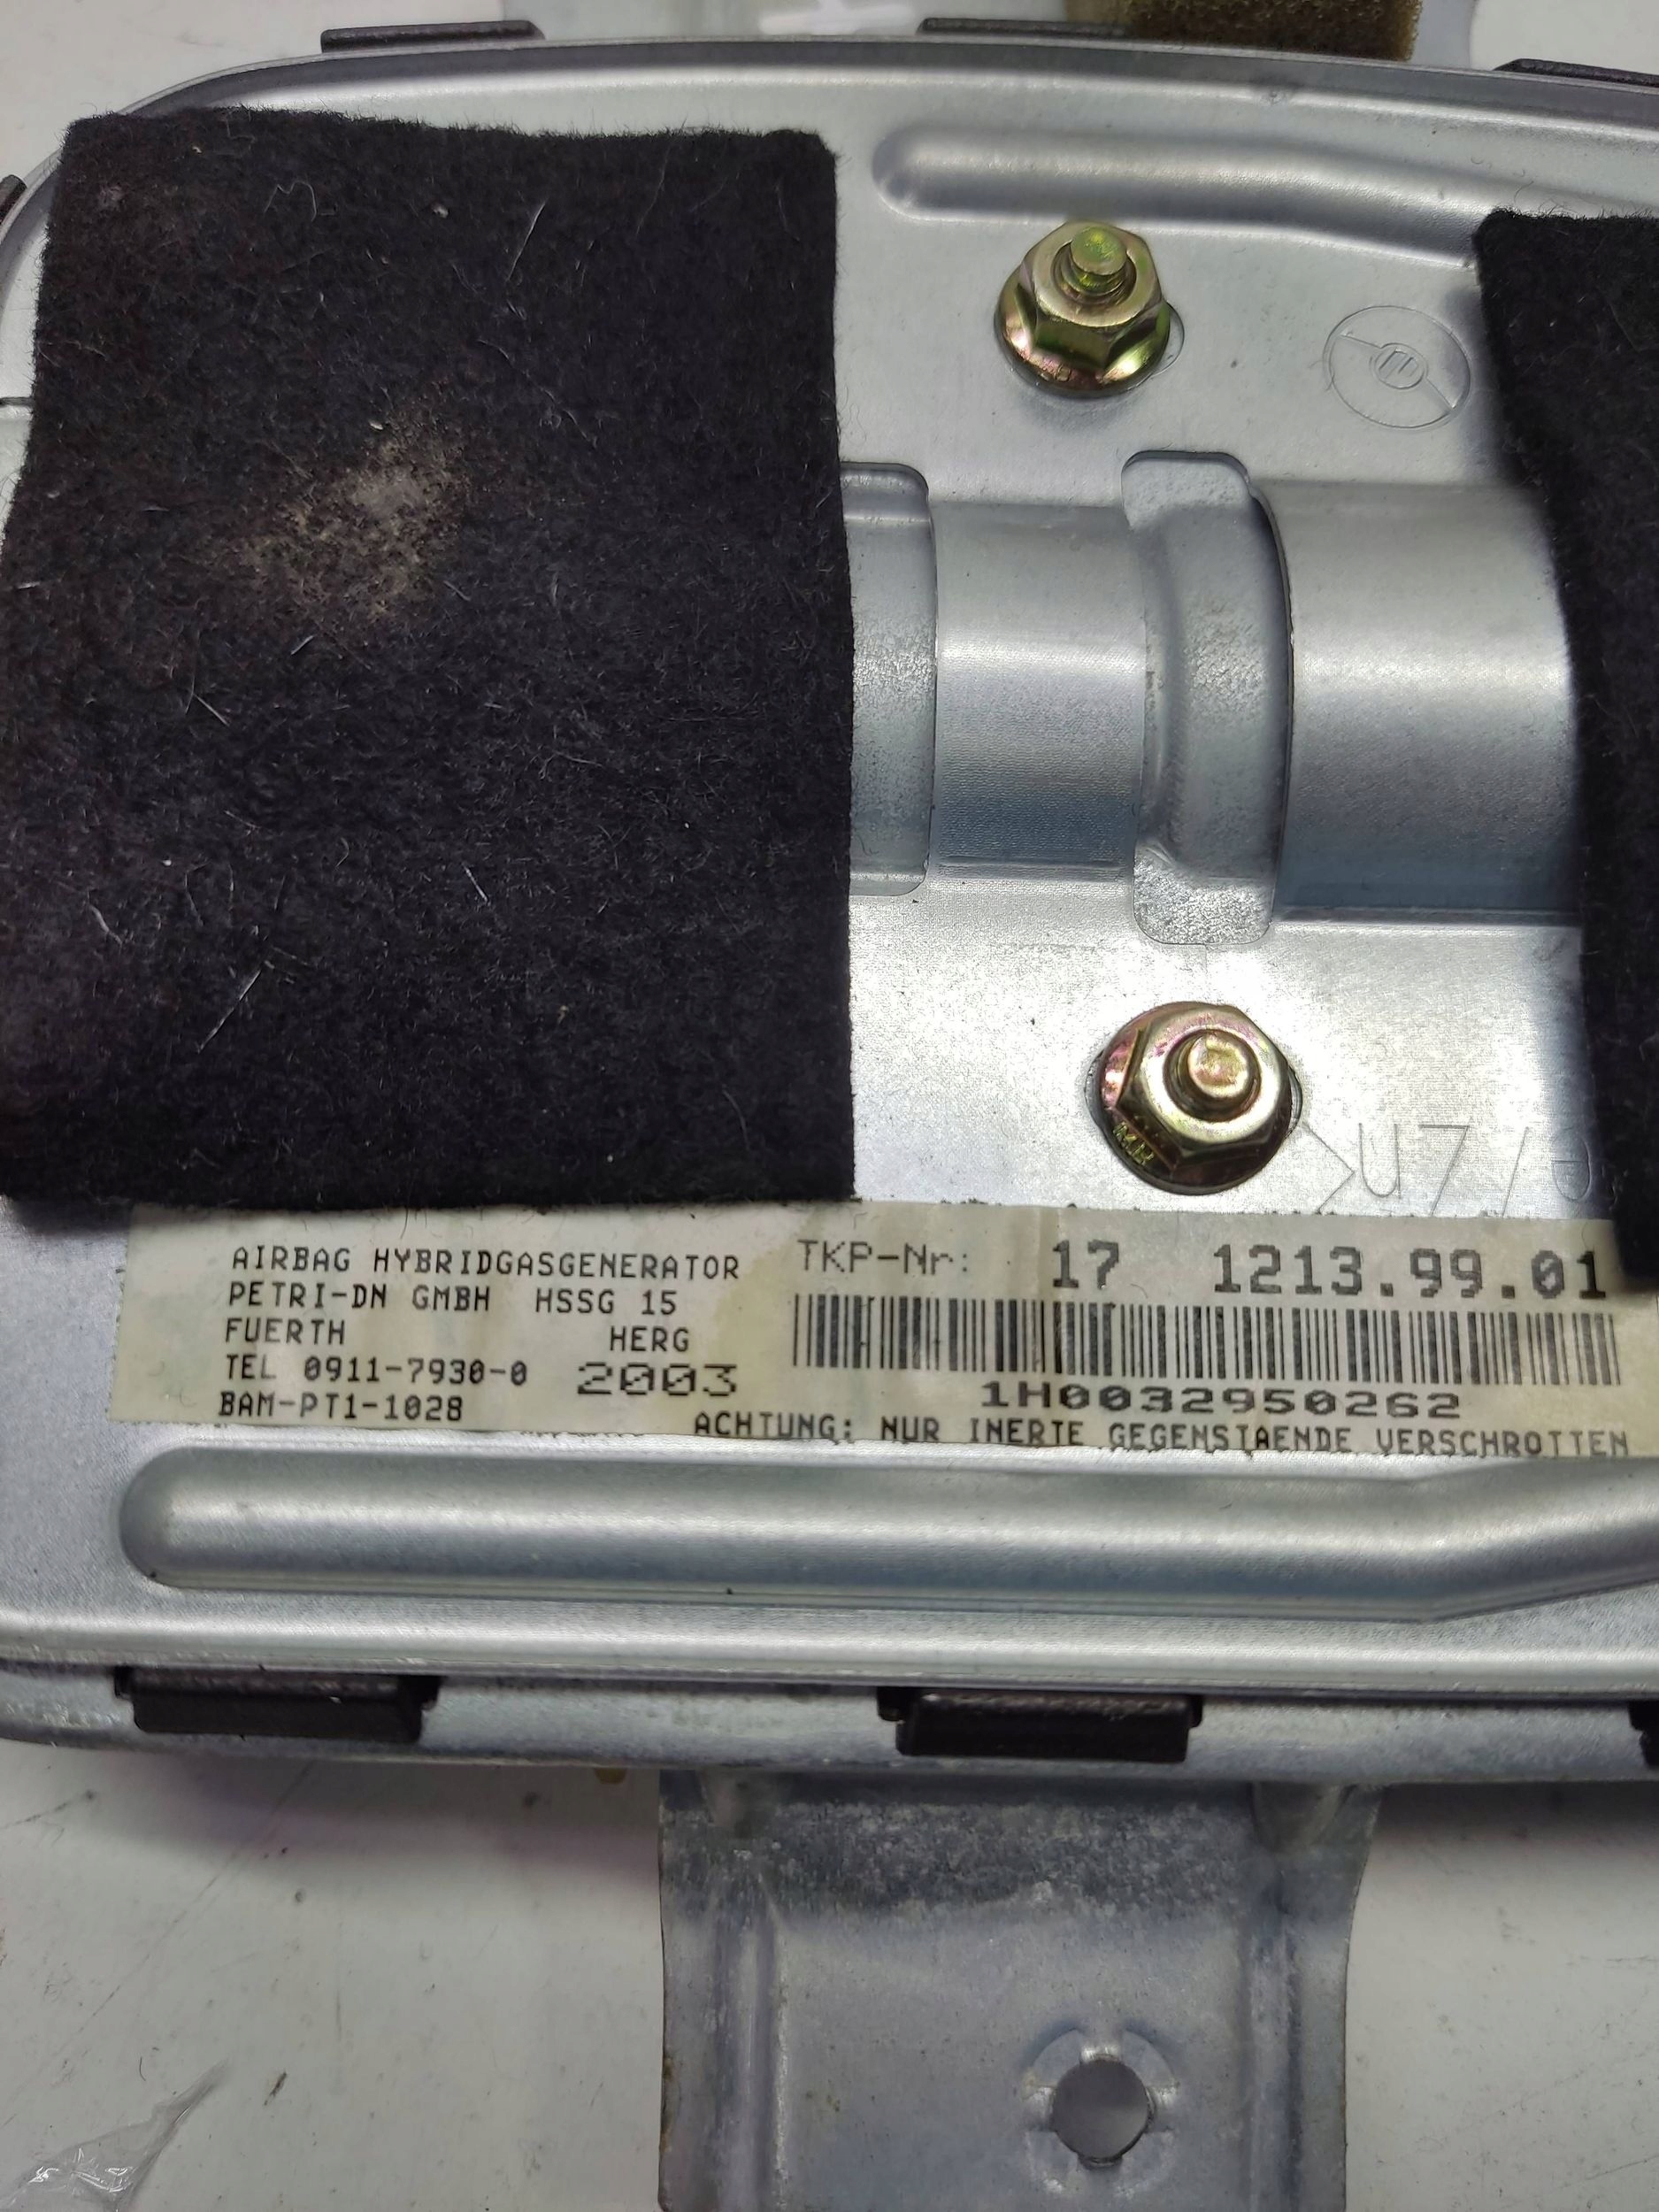 AIRBAG HYBRIDGASGENERATOR
PETRI-DN GMBH HSSG 15
FUERTH HERG
TEL 0911-7930-0 2003
BAM-PT1-1028
TKP-Nr: 17 1213.99.01
1H0032950262
ACHTUNG: NUR INERTE GEGENSTAENDE VERSCHROTTEN